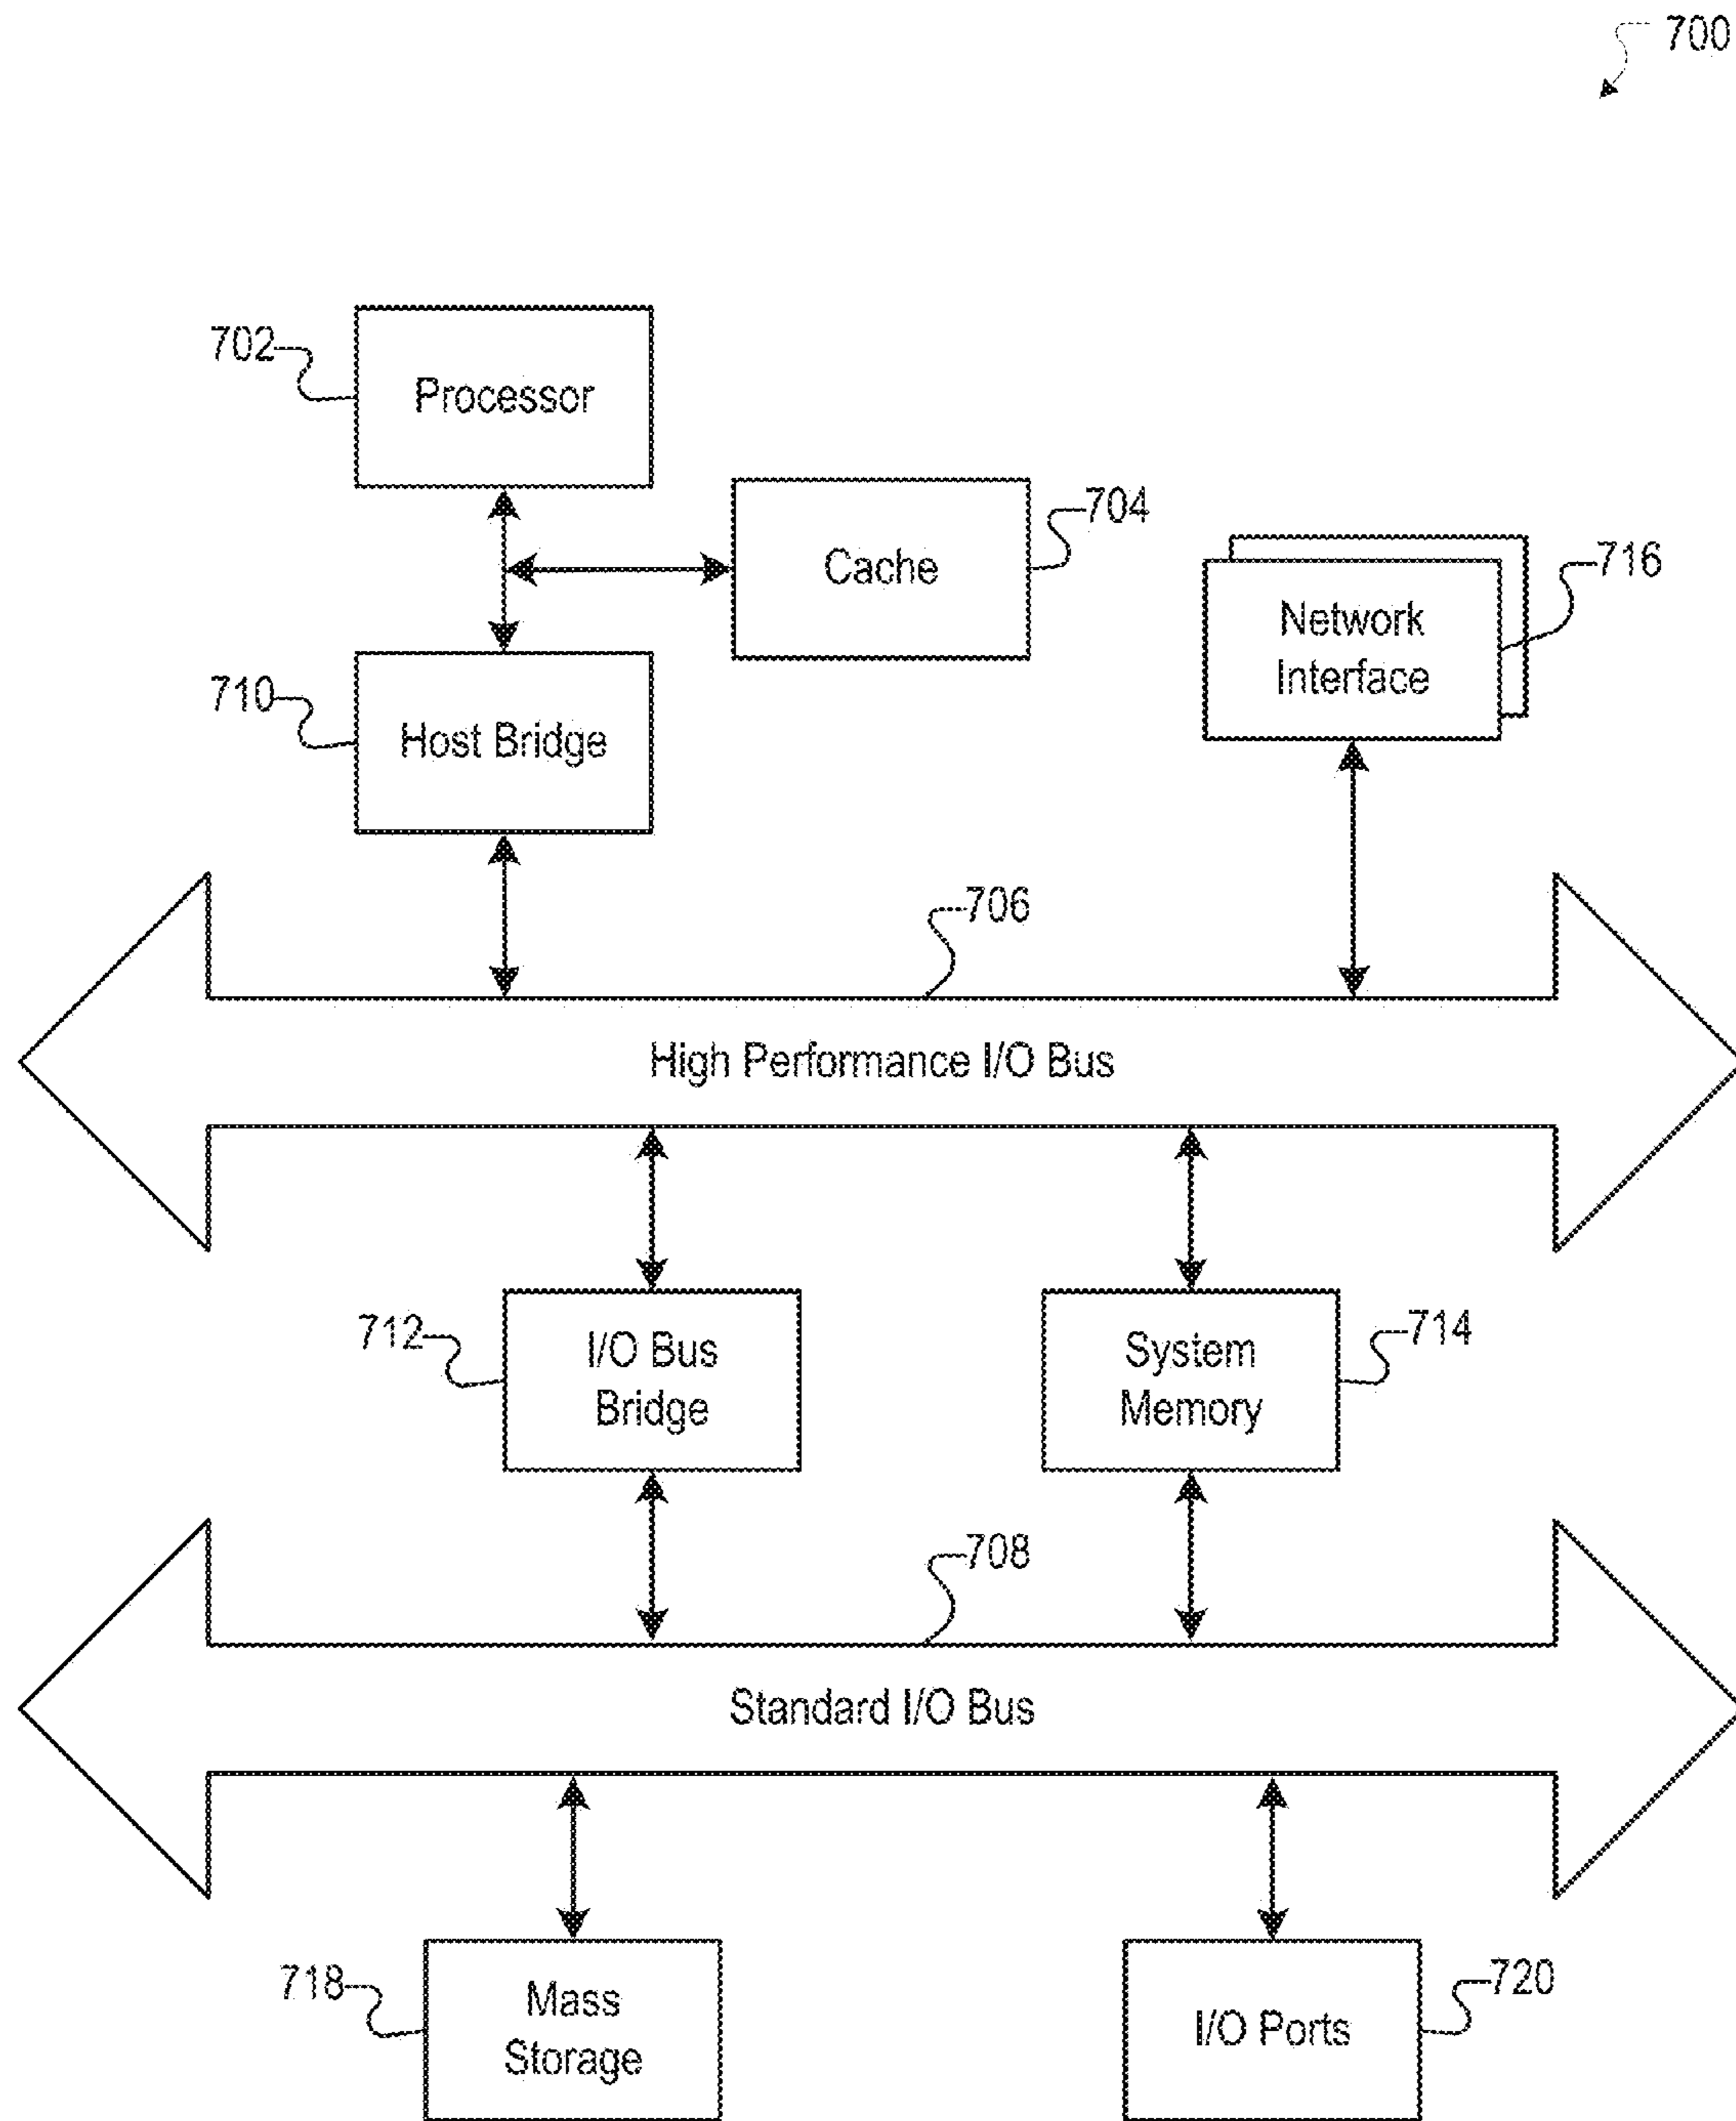 700
702
Processor
704
Cache
716
Network
Interface
710
Host Bridge
706
High Performance I/O Bus
712
I/O Bus
Bridge
714
System
Memory
708
Standard I/O Bus
718
Mass
Storage
720
I/O Ports